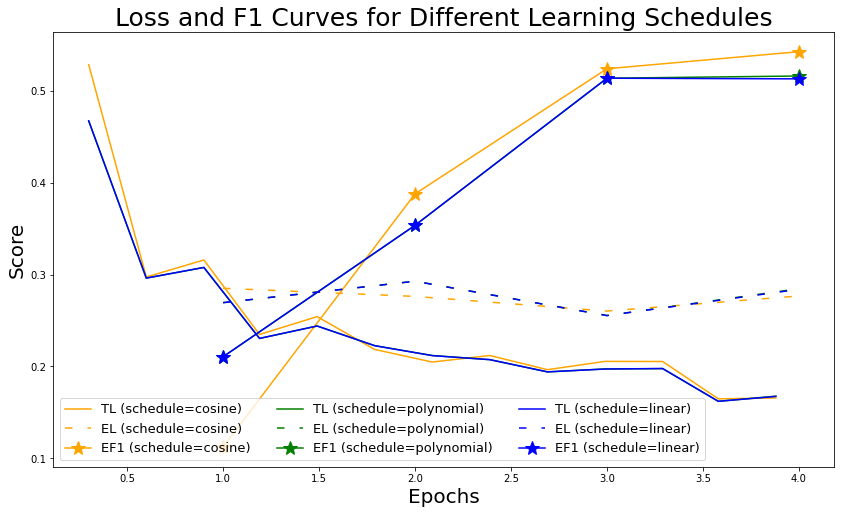 Loss and F1 Curves for Different Learning Schedules
Score
0.5
0.4
0.3
0.2
0.1
TL (schedule=cosine)
EL (schedule=cosine)
EF1 (schedule=cosine)
TL (schedule=polynomial)
EL (schedule=polynomial)
EF1 (schedule=polynomial)
TL (schedule=linear)
EL (schedule=linear)
EF1 (schedule=linear)
0.5 1.0 1.5 2.0 2.5 3.0 3.5 4.0
Epochs